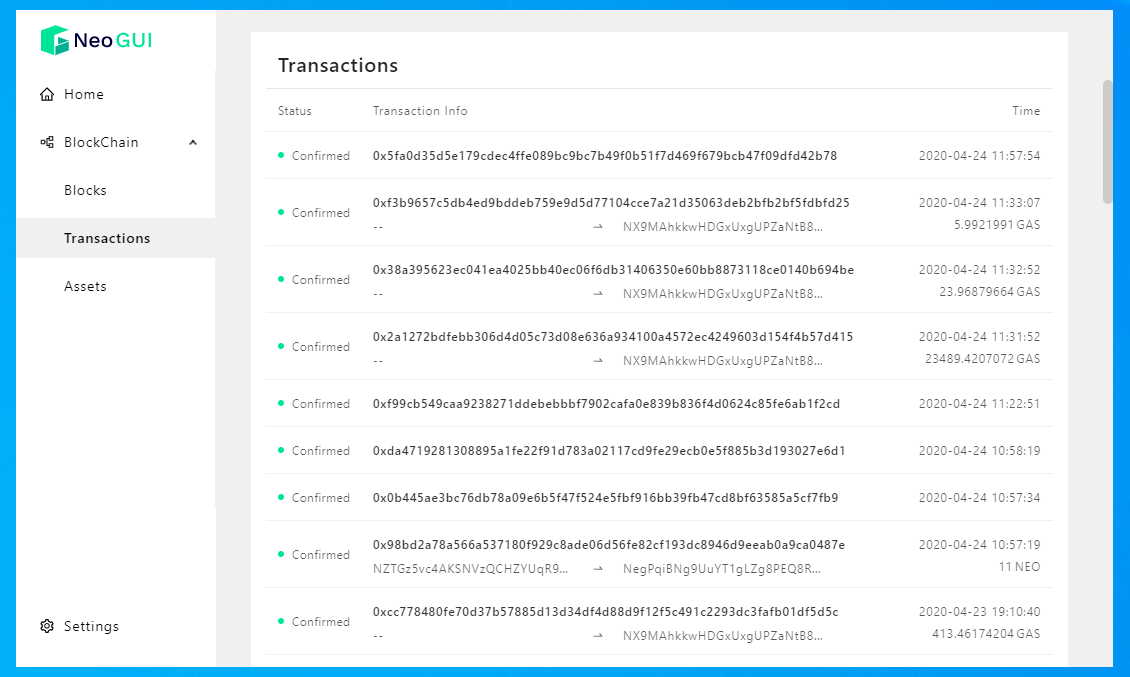 NeoGUI
Home
BlockChain
Blocks
Transactions
Assets
Settings
Transactions
Status Transaction Info Time
Confirmed 0x5fa0d35d5e179cdec4ffe089bc9bc7b49f0b51f7d469f679bcb47f09dfd42b78 2020-04-24 11:57:54
Confirmed 0xf3b9657c5db4ed9bddeb759e9d5d77104cce7a21d35063deb2bfb2bf5fdbfd25 2020-04-24 11:33:07
-- → NX9MAhkkwHDGxUxgUPZaNtB8... 5.9921991 GAS
Confirmed 0x38a395623ec041ea4025bb40ec06f6db31406350e60bb8873118ce0140b694be 2020-04-24 11:32:52
-- → NX9MAhkkwHDGxUxgUPZaNtB8... 23.96879664 GAS
Confirmed 0x2a1272bdfebb306d4d05c73d08e636a934100a4572ec4249603d154f4b57d415 2020-04-24 11:31:52
-- → NX9MAhkkwHDGxUxgUPZaNtB8... 23489.4207072 GAS
Confirmed 0xf99cb549caa9238271ddebebbbf7902cafa0e839b836f4d0624c85fe6ab1f2cd 2020-04-24 11:22:51
Confirmed 0xda4719281308895a1fe22f91d783a02117cd9fe29ecb0e5f885b3d193027e6d1 2020-04-24 10:58:19
Confirmed 0x0b445ae3bc76db78a09e6b5f47f524e5fbf916bb39fb47cd8bf63585a5cf7fb9 2020-04-24 10:57:34
Confirmed 0x98bd2a78a566a537180f929c8ade06d56fe82cf193dc8946d9eeab0a9ca0487e 2020-04-24 10:57:19
NZTGz5vc4AKSNVzQCHZYUqR9... → NegPqiBNg9UuYT1gLZg8PEQ8R... 11 NEO
Confirmed 0xcc778480fe70d37b57885d13d34df4d88d9f12f5c491c2293dc3fafb01df5d5c 2020-04-23 19:10:40
-- → NX9MAhkkwHDGxUxgUPZaNtB8... 413.46174204 GAS